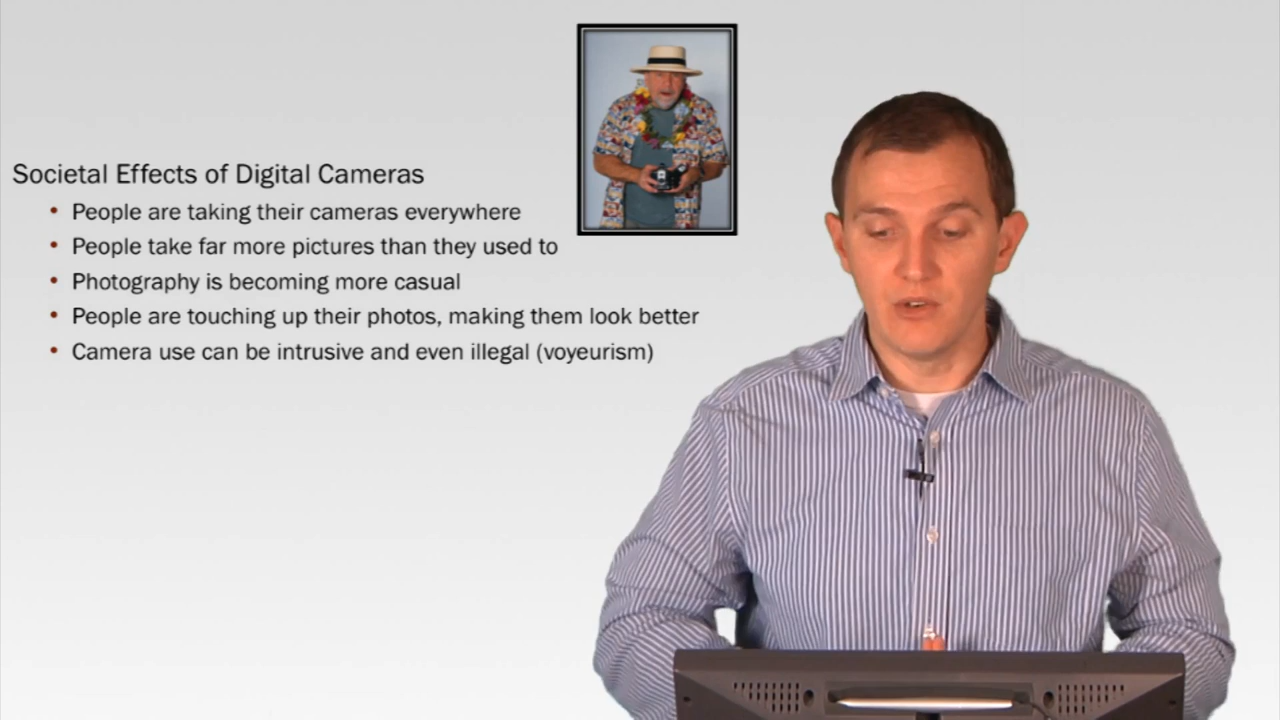 Societal Effects of Digital Cameras
• People are taking their cameras everywhere
• People take far more pictures than they used to
• Photography is becoming more casual
• People are touching up their photos, making them look better
• Camera use can be intrusive and even illegal (voyeurism)